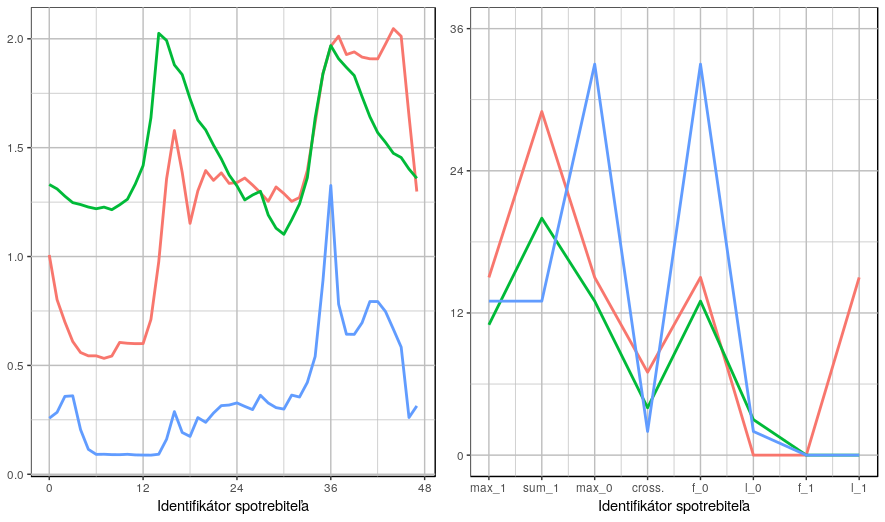 2.0
1.5
1.0
0.5
0.0
0 12 24 36 48
Identifikátor spotrebiteľa
36
24
12
0
max_1 sum_1 max_0 cross. f_0 l_0 f_1 l_1
Identifikátor spotrebiteľa